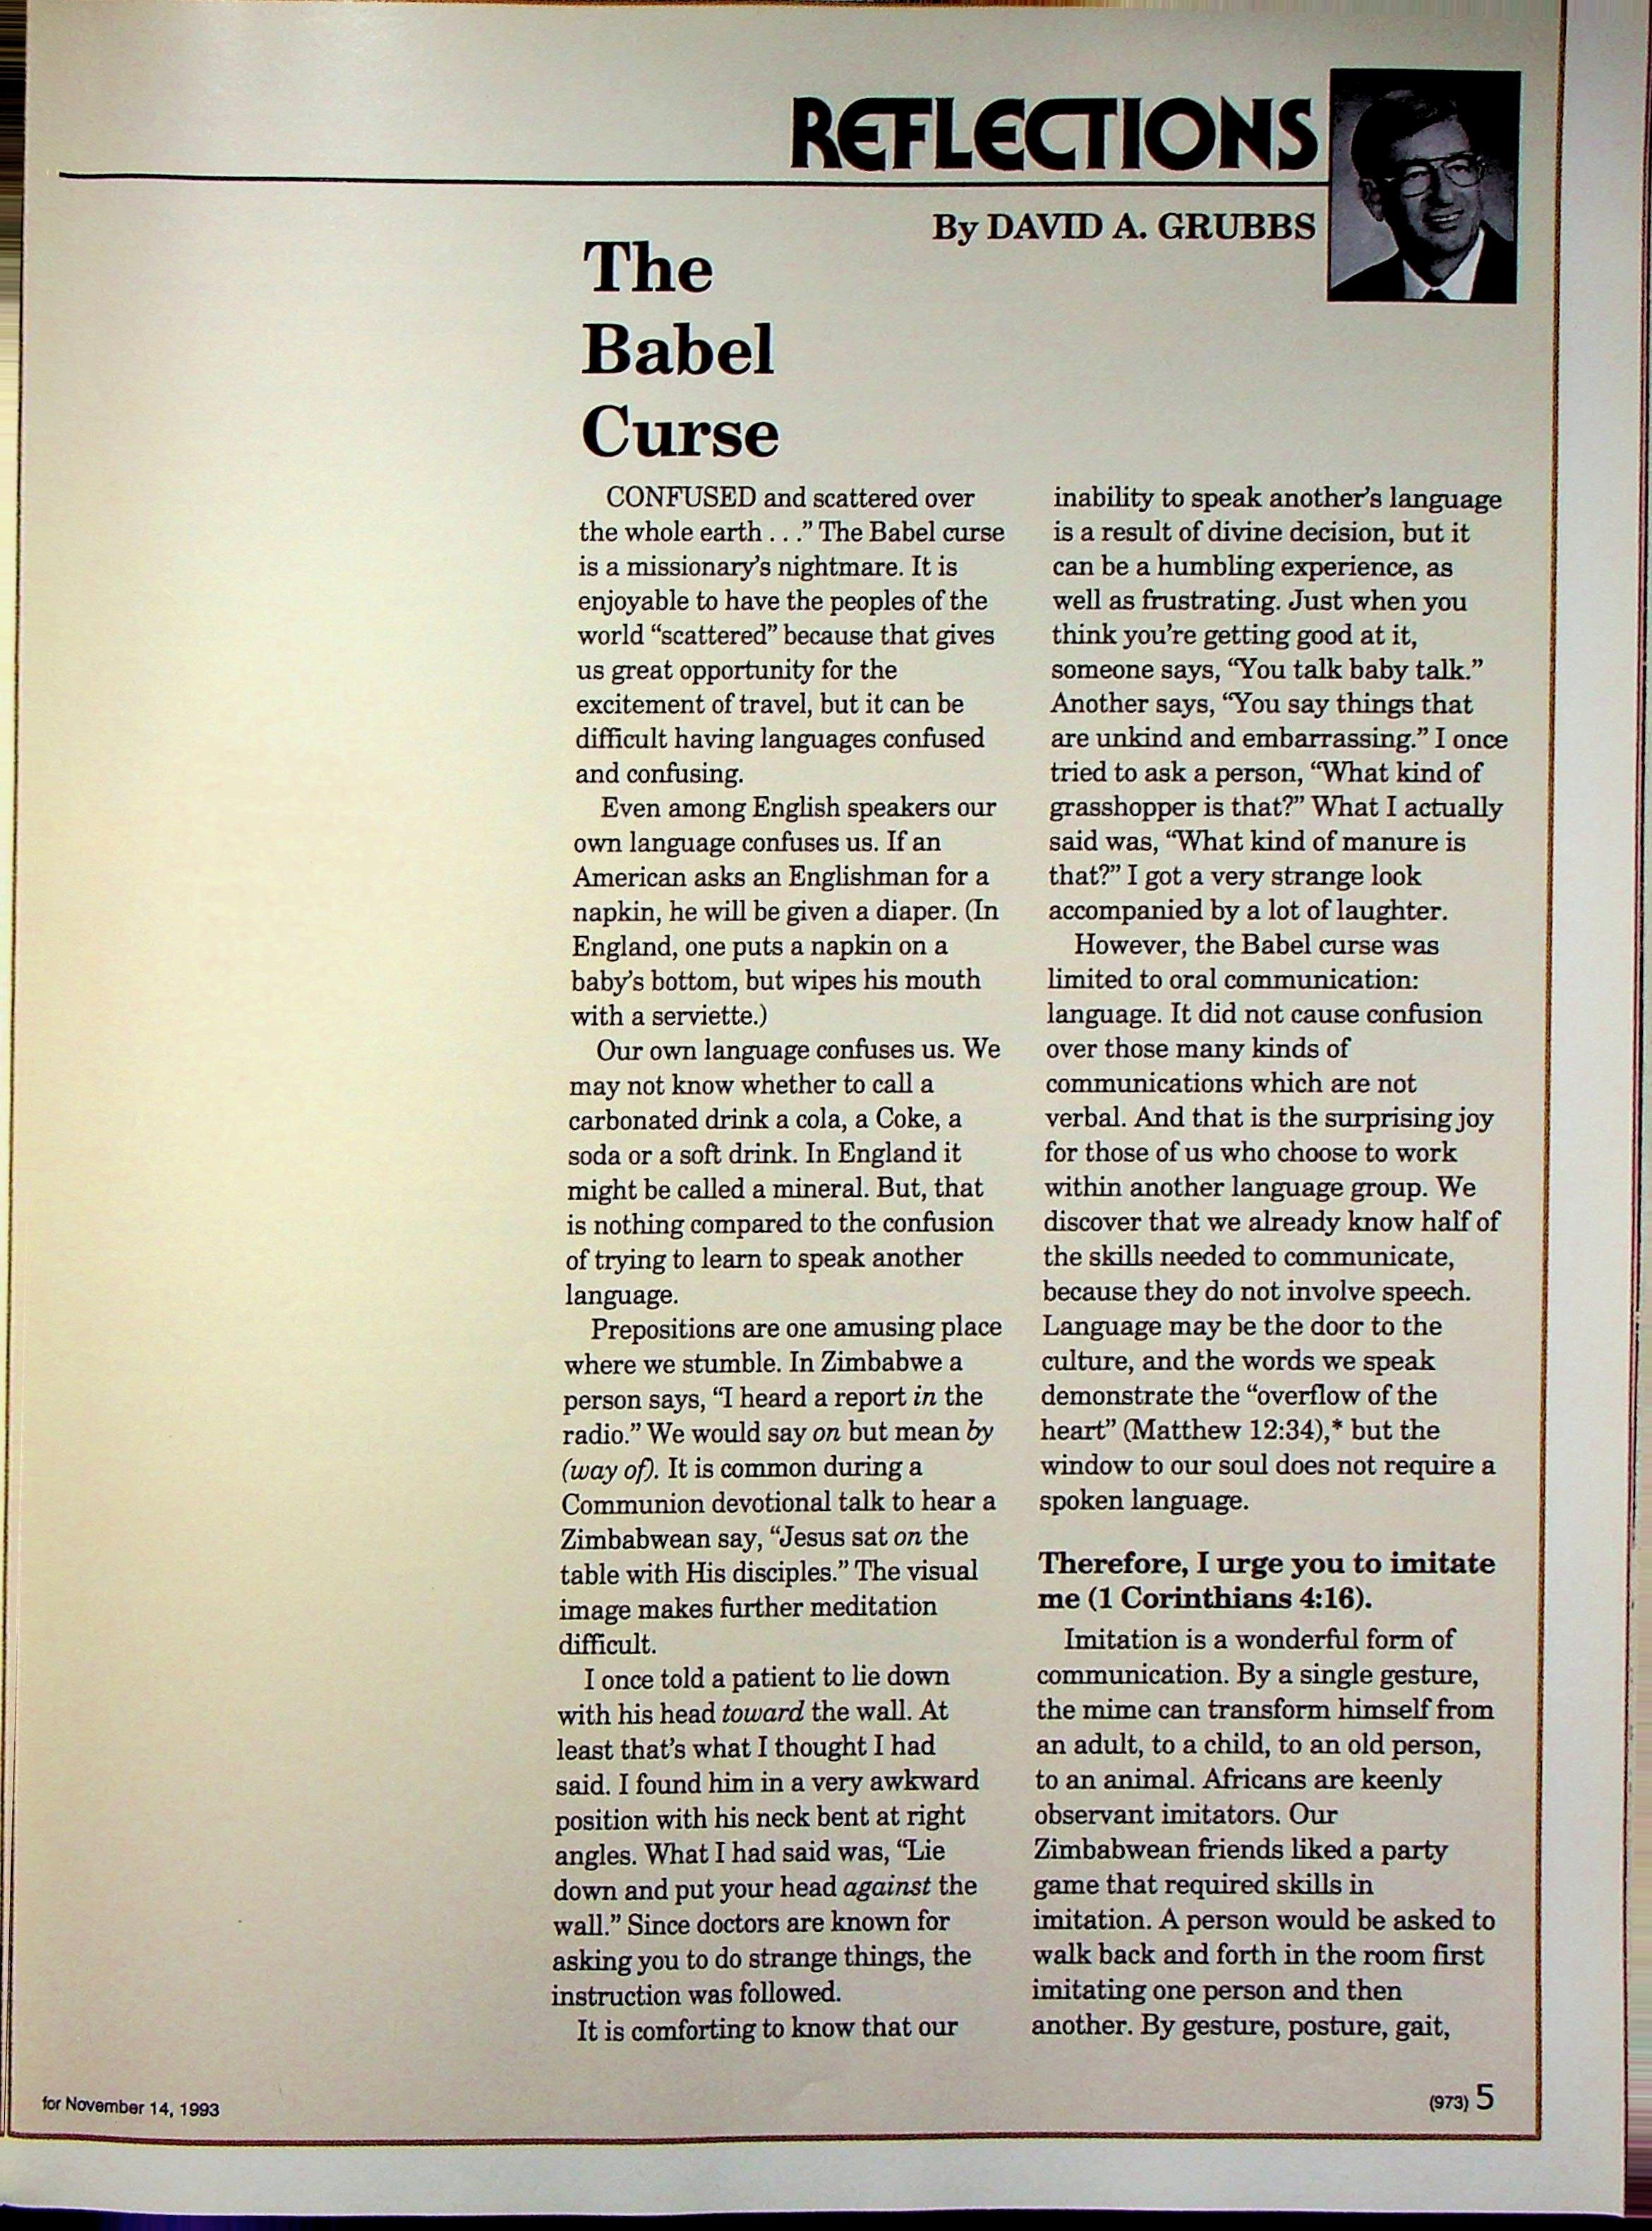 REFLECTIONS
By DAVID A. GRUBBS
The
Babel
Curse
CONFUSED and scattered over
the whole earth . . .” The Babel curse
is a missionary’s nightmare. It is
enjoyable to have the peoples of the
world “scattered” because that gives
us great opportunity for the
excitement of travel, but it can be
difficult having languages confused
and confusing.
Even among English speakers our
own language confuses us. If an
American asks an Englishman for a
napkin, he will be given a diaper. (In
England, one puts a napkin on a
baby’s bottom, but wipes his mouth
with a serviette.)
Our own language confuses us. We
may not know whether to call a
carbonated drink a cola, a Coke, a
soda or a soft drink. In England it
might be called a mineral. But, that
is nothing compared to the confusion
of trying to learn to speak another
language.
Prepositions are one amusing place
where we stumble. In Zimbabwe a
person says, “I heard a report in the
radio.” We would say on but mean by
(way of). It is common during a
Communion devotional talk to hear a
Zimbabwean say, “Jesus sat on the
table with His disciples.” The visual
image makes further meditation
difficult.
I once told a patient to lie down
with his head toward the wall. At
least that’s what I thought I had
said. I found him in a very awkward
position with his neck bent at right
angles. What I had said was, “Lie
down and put your head against the
wall.” Since doctors are known for
asking you to do strange things, the
instruction was followed.
It is comforting to know that our
inability to speak another’s language
is a result of divine decision, but it
can be a humbling experience, as
well as frustrating. Just when you
think you’re getting good at it,
someone says, “You talk baby talk.”
Another says, “You say things that
are unkind and embarrassing.” I once
tried to ask a person, “What kind of
grasshopper is that?” What I actually
said was, “What kind of manure is
that?” I got a very strange look
accompanied by a lot of laughter.
However, the Babel curse was
limited to oral communication:
language. It did not cause confusion
over those many kinds of
communications which are not
verbal. And that is the surprising joy
for those of us who choose to work
within another language group. We
discover that we already know half of
the skills needed to communicate,
because they do not involve speech.
Language may be the door to the
culture, and the words we speak
demonstrate the “overflow of the
heart” (Matthew 12:34),* but the
window to our soul does not require a
spoken language.
Therefore, I urge you to imitate
me (1 Corinthians 4:16).
Imitation is a wonderful form of
communication. By a single gesture,
the mime can transform himself from
an adult, to a child, to an old person,
to an animal. Africans are keenly
observant imitators. Our
Zimbabwean friends liked a party
game that required skills in
imitation. A person would be asked to
walk back and forth in the room first
imitating one person and then
another. By gesture, posture, gait,
for November 14, 1993
(973) 5